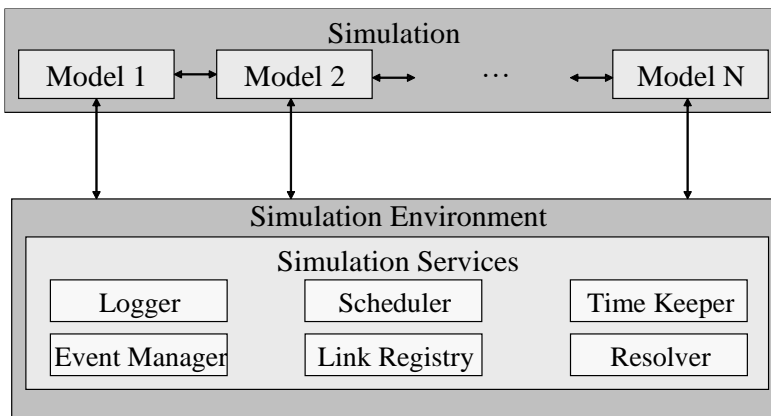 Simulation
Model 1
Model 2
...
Model N
Simulation Environment
Simulation Services
Logger
Scheduler
Time Keeper
Event Manager
Link Registry
Resolver